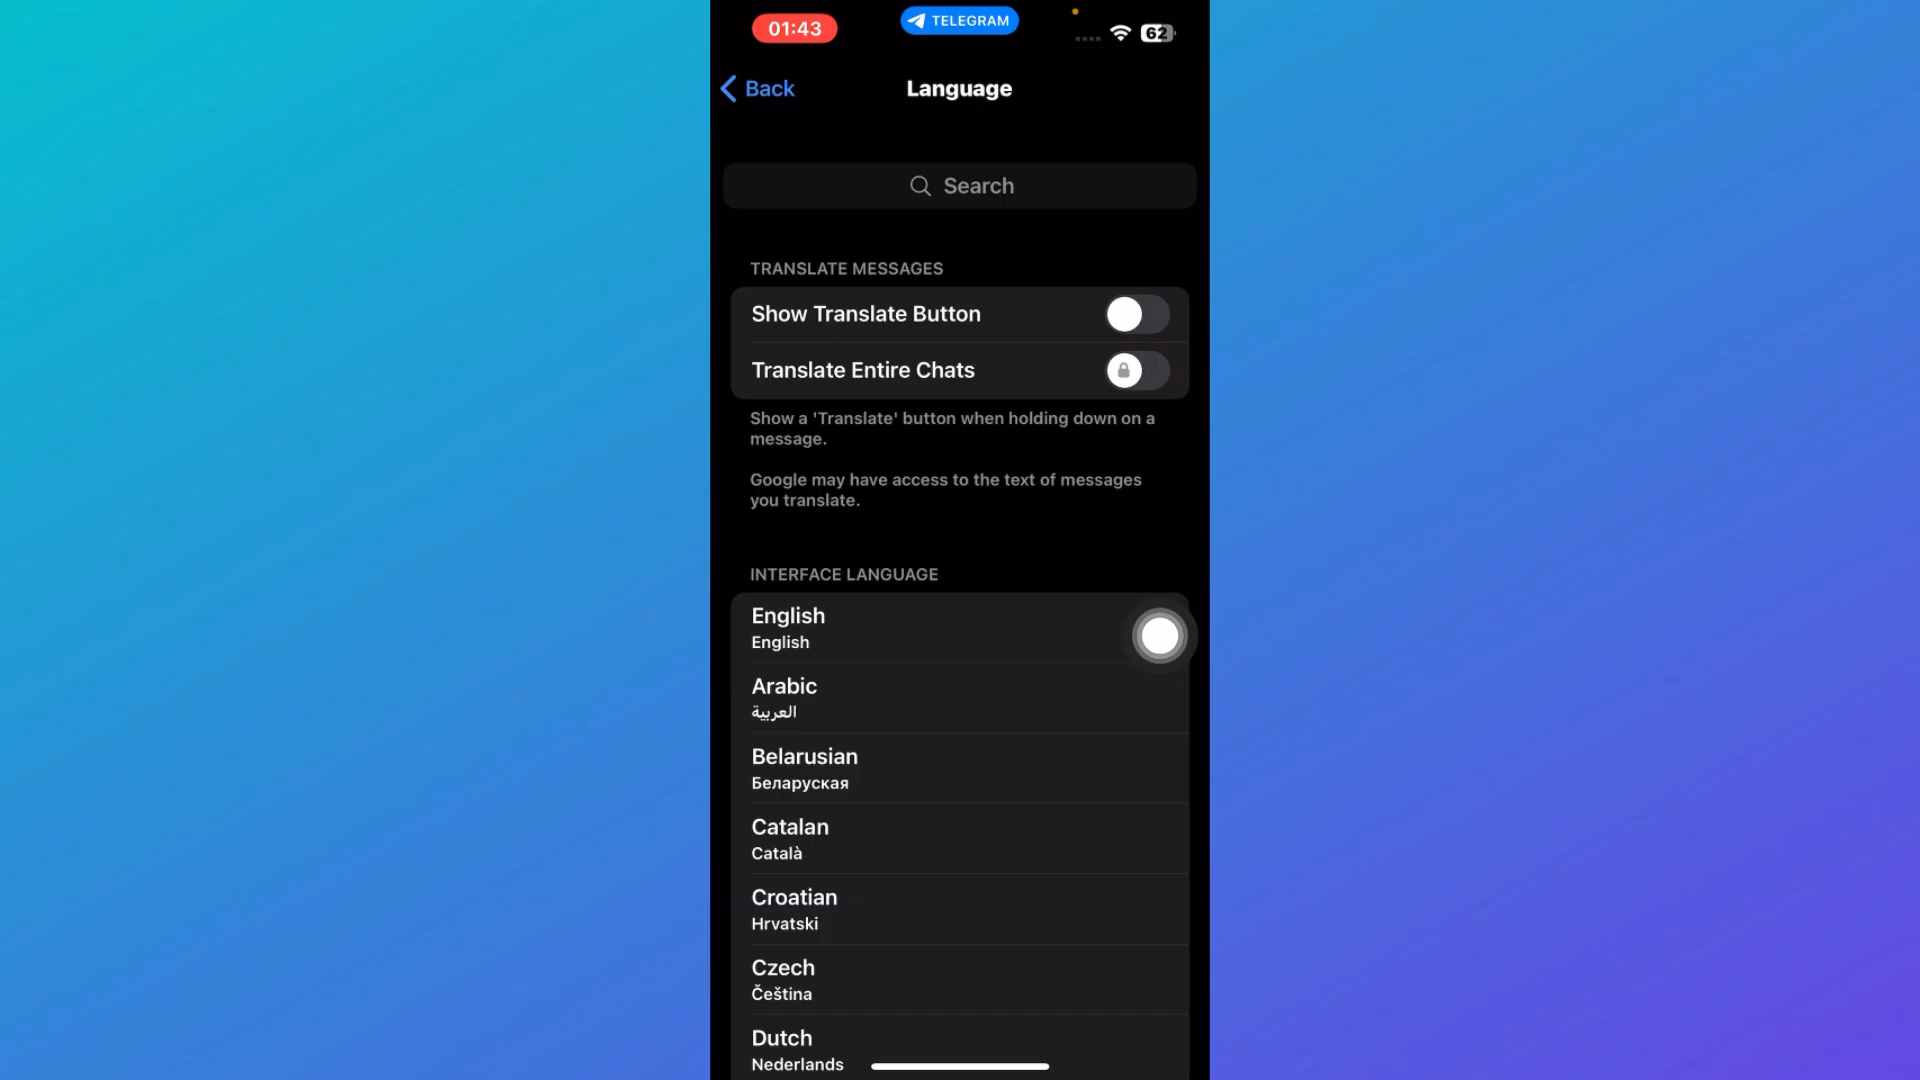 01:43
TELEGRAM
62
Back
Language
Search
TRANSLATE MESSAGES
Show Translate Button
Translate Entire Chats
Show a 'Translate' button when holding down on a
message.
Google may have access to the text of messages
you translate.
INTERFACE LANGUAGE
English
English
Arabic
العربية
Belarusian
Беларуская
Catalan
Català
Croatian
Hrvatski
Czech
Čeština
Dutch
Nederlands